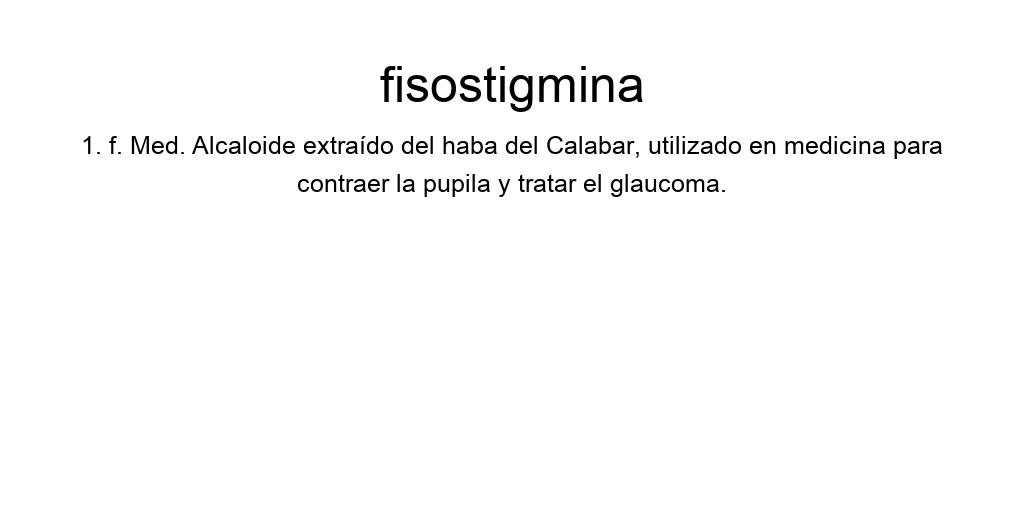 fisostigmina
1. f. Med. Alcaloide extraído del haba del Calabar, utilizado en medicina para
contraer la pupila y tratar el glaucoma.